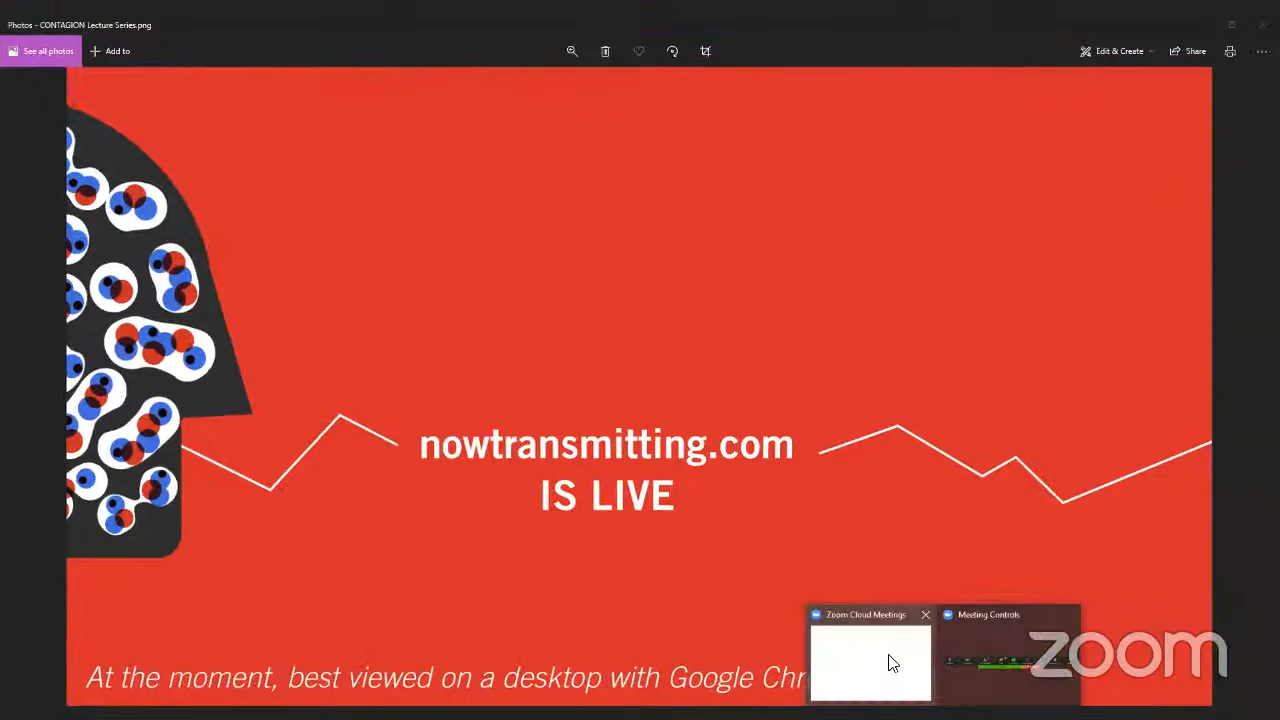 Photos - CONTAGION Lecture Series.png
See all photos
Add to
Edit & Create
Share
nowtransmitting.com
IS LIVE
Zoom Cloud Meetings
Meeting Controls
At the moment, best viewed on a desktop with Google
zoom